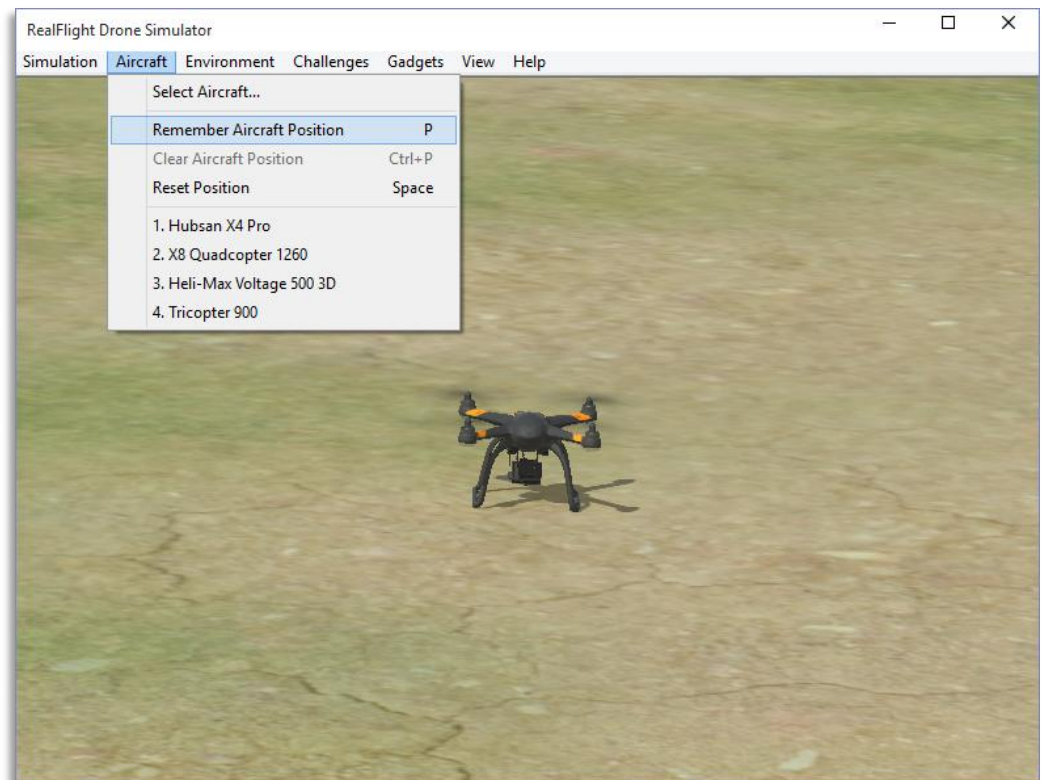 RealFlight Drone Simulator
Simulation Aircraft Environment Challenges Gadgets View Help
Select Aircraft...
Remember Aircraft Position P
Clear Aircraft Position Ctrl+P
Reset Position Space
1. Hubsan X4 Pro
2. X8 Quadcopter 1260
3. Heli-Max Voltage 500 3D
4. Tricopter 900